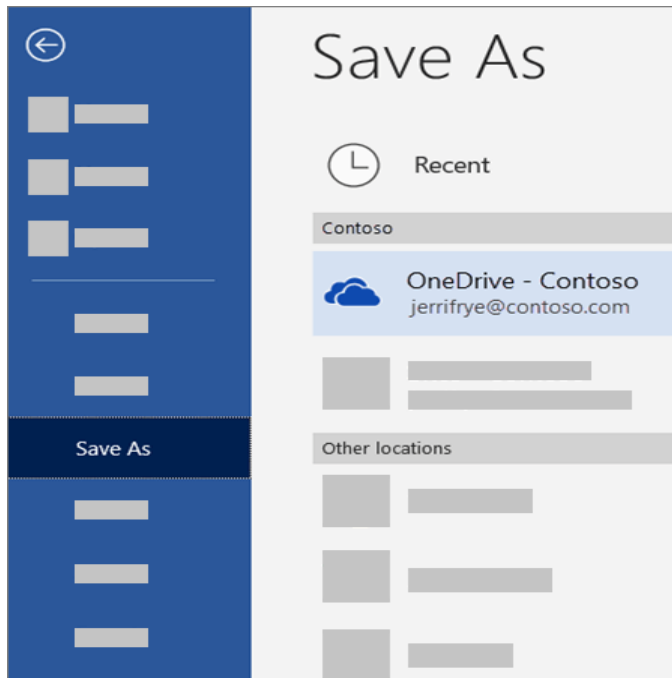 Save As
Recent
Contoso
OneDrive - Contoso
jerrifrye@contoso.com
Save As
Other locations